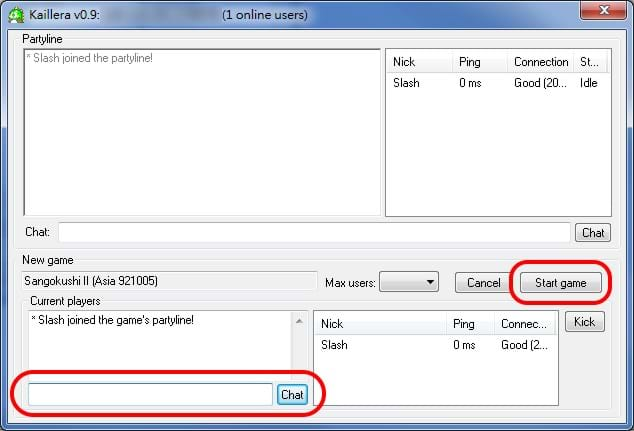 Kaillera v0.9: (1 online users)
Partyline
* Slash joined the partyline!
Nick Ping Connection St...
Slash 0 ms Good (20... Idle
Chat: Chat
New game
Sangokushi II (Asia 921005) Max users: Cancel Start game
Current players
* Slash joined the game's partyline!
Nick Ping Connec...
Slash 0 ms Good (2...
Kick
Chat